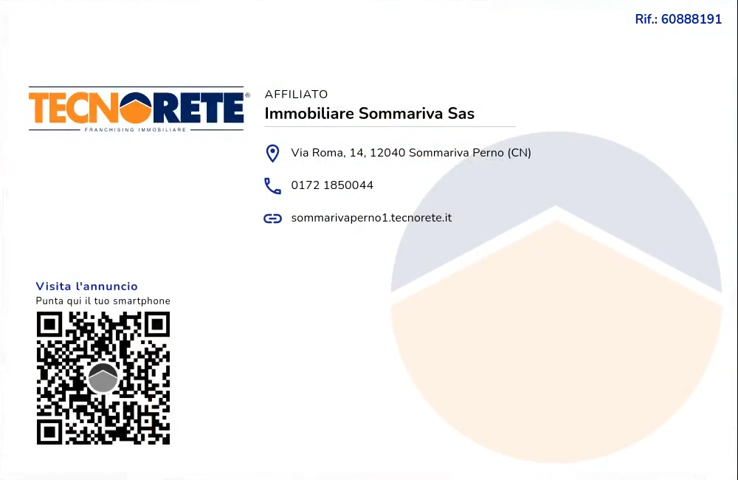 Rif.: 60888191
TECNORETE®
FRANCHISING IMMOBILIARE
AFFILIATO
Immobiliare Sommariva Sas
Via Roma, 14, 12040 Sommariva Perno (CN)
0172 1850044
sommarivaperno1.tecnorete.it
Visita l'annuncio
Punta qui il tuo smartphone